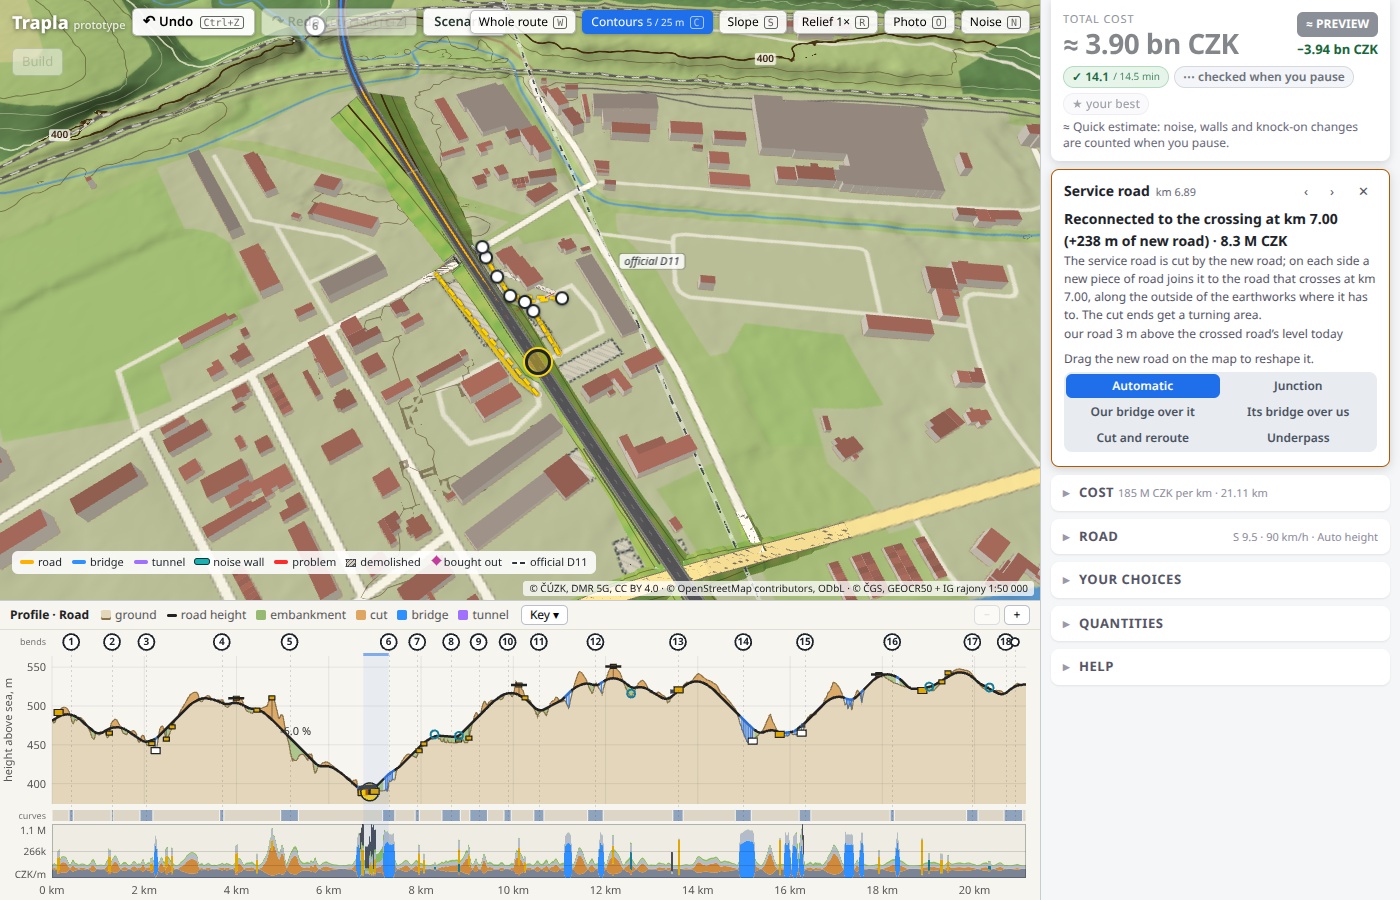 Trapla prototype
↶ Undo Ctrl+Z
Scena
Whole route W
Contours 5 / 25 m C
Slope S
Relief 1× R
Photo O
Noise N
6
Build
400
400
official D11
road
bridge
tunnel
noise wall
problem
demolished
bought out
official D11
© ČÚZK, DMR 5G, CC BY 4.0 · © OpenStreetMap contributors, ODbL · © ČGS, GEOCR50 + IG rajony 1:50 000
TOTAL COST
≈ 3.90 bn CZK
≈ PREVIEW
−3.94 bn CZK
✓ 14.1 / 14.5 min
··· checked when you pause
★ your best
≈ Quick estimate: noise, walls and knock-on changes
are counted when you pause.
Service road km 6.89
‹ › ✕
Reconnected to the crossing at km 7.00
(+238 m of new road) · 8.3 M CZK
The service road is cut by the new road; on each side a
new piece of road joins it to the road that crosses at km
7.00, along the outside of the earthworks where it has
to. The cut ends get a turning area.
our road 3 m above the crossed road’s level today
Drag the new road on the map to reshape it.
Automatic
Junction
Our bridge over it
Its bridge over us
Cut and reroute
Underpass
▶ COST 185 M CZK per km · 21.11 km
▶ ROAD S 9.5 · 90 km/h · Auto height
▶ YOUR CHOICES
▶ QUANTITIES
▶ HELP
Profile · Road
ground
road height
embankment
cut
bridge
tunnel
Key ▾
− +
bends 1 2 3 4 5 6 7 8 9 10 11 12 13 14 15 16 17 18
height above sea, m
550
500
450
400
5.0 %
curves
1.1 M
266k
CZK/m
0 km 2 km 4 km 6 km 8 km 10 km 12 km 14 km 16 km 18 km 20 km